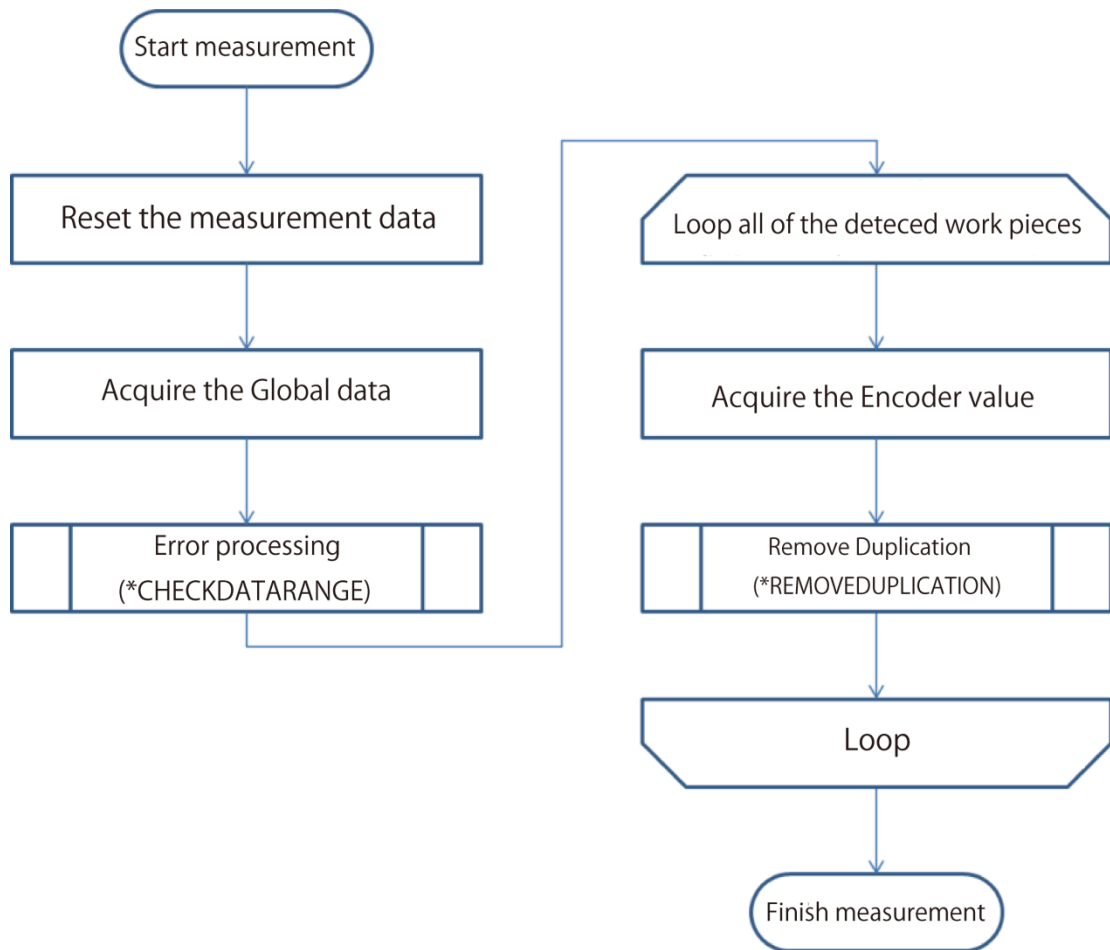 Start measurement
Reset the measurement data
Acquire the Global data
Error processing
(*CHECKDATARANGE)
Loop all of the deteced work pieces
Acquire the Encoder value
Remove Duplication
(*REMOVEDUPLICATION)
Loop
Finish measurement